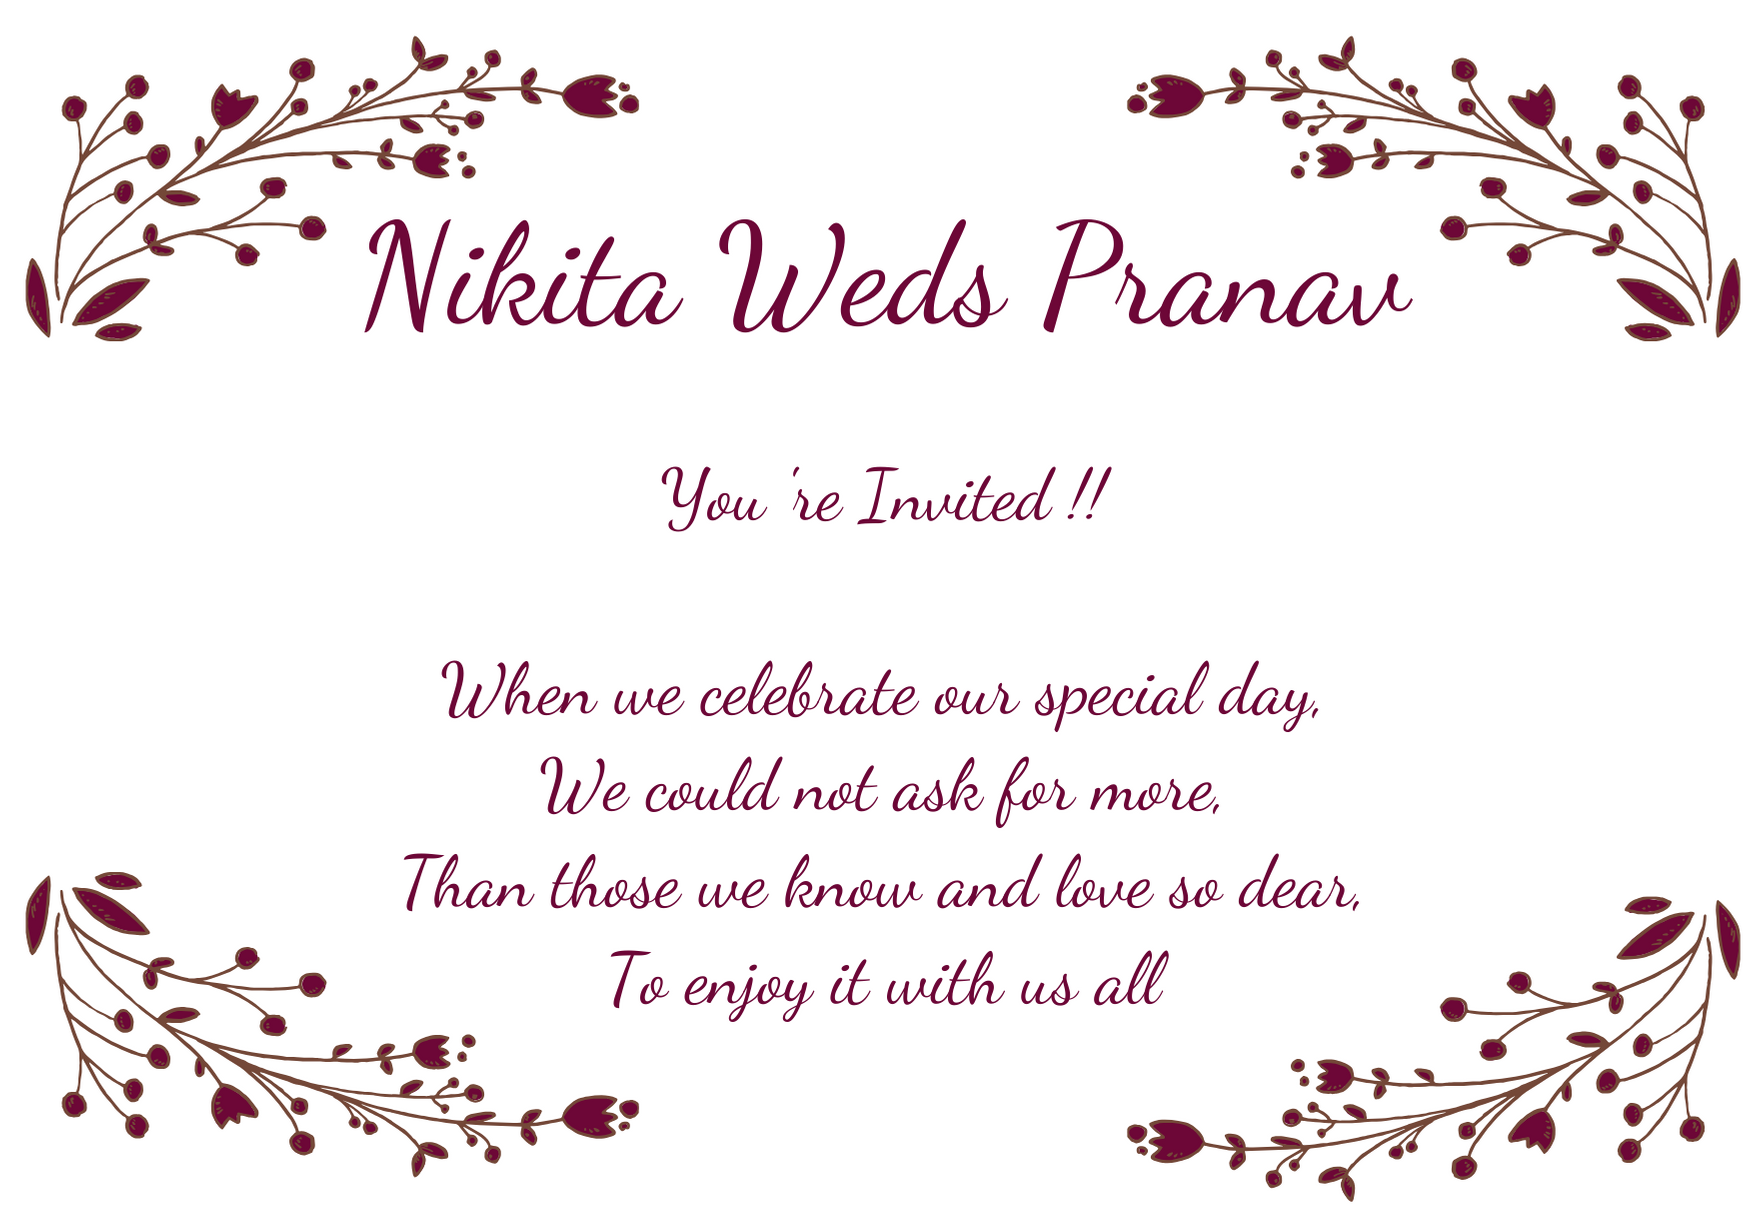 Nikita Weds Pranav
You 're Invited !!
When we celebrate our special day,
We could not ask for more,
Than those we know and love so dear,
To enjoy it with us all